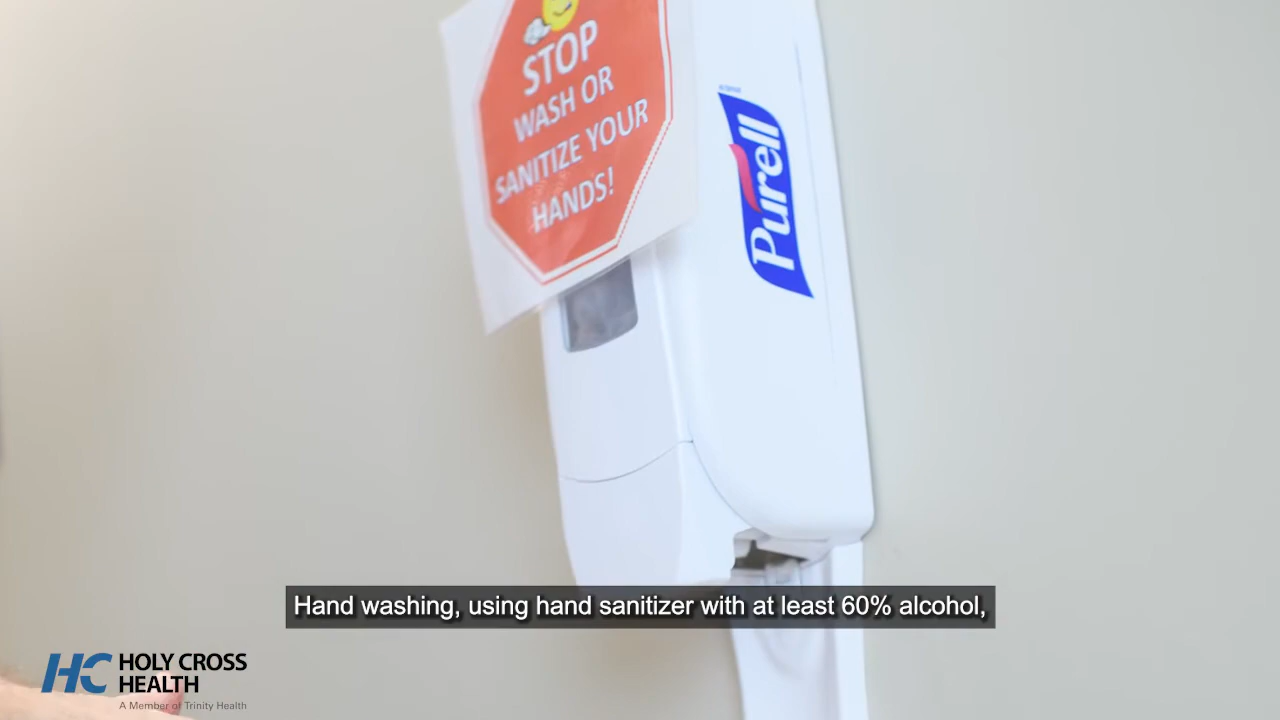 STOP
WASH OR
SANITIZE YOUR
HANDS!
Purell
Hand washing, using hand sanitizer with at least 60% alcohol,
HC HOLY CROSS
HEALTH
A Member of Trinity Health